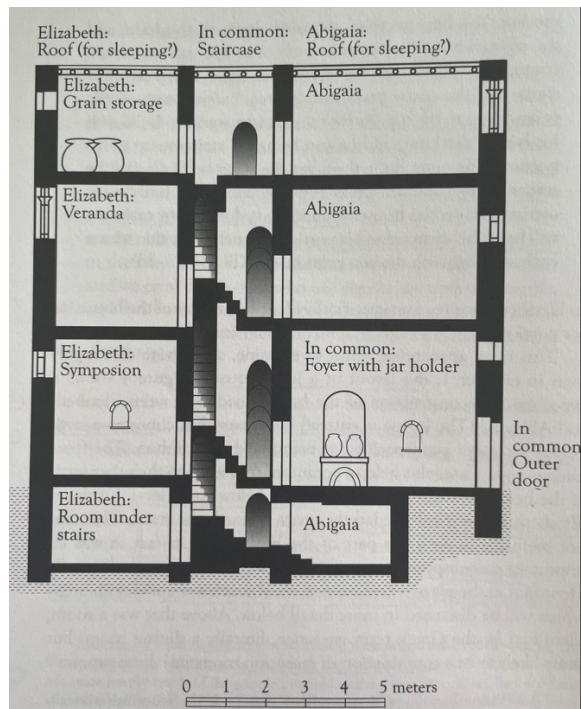 Elizabeth:
Roof (for sleeping?)
In common:
Staircase
Abigaia:
Roof (for sleeping?)
Elizabeth:
Grain storage
Abigaia
Elizabeth:
Veranda
Abigaia
Elizabeth:
Symposion
In common:
Foyer with jar holder
In
common:
Outer
door
Elizabeth:
Room under
stairs
Abigaia
0 1 2 3 4 5 meters